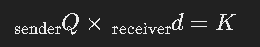 senderQ × receiverd = K